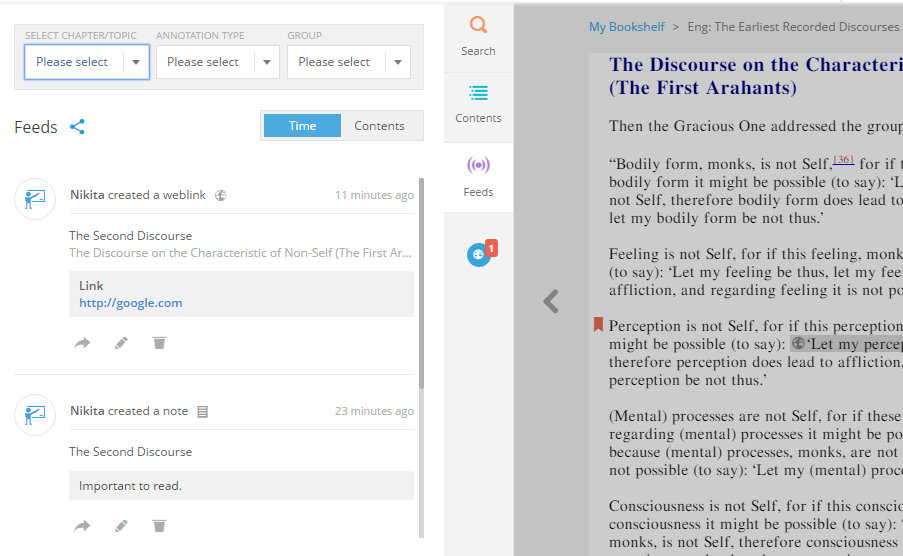 SELECT CHAPTER/TOPIC ANNOTATION TYPE GROUP
Please select Please select Please select
Feeds Time Contents
Nikita created a weblink 11 minutes ago
The Second Discourse
The Discourse on the Characteristic of Non-Self (The First Ar...
Link
http://google.com
Nikita created a note 23 minutes ago
The Second Discourse
Important to read.
Search
Contents
Feeds
1
My Bookshelf > Eng: The Earliest Recorded Discourses
The Discourse on the Characteri
(The First Arahants)
Then the Gracious One addressed the group
“Bodily form, monks, is not Self,[36] for if t
bodily form it might be possible (to say): ‘L
not Self, therefore bodily form does lead to
let my bodily form be not thus.’
Feeling is not Self, for if this feeling, monk
(to say): ‘Let my feeling be thus, let my fee
affliction, and regarding feeling it is not po
Perception is not Self, for if this perception
might be possible (to say): ‘Let my percep
therefore perception does lead to affliction,
perception be not thus.’
(Mental) processes are not Self, for if these
regarding (mental) processes it might be po
because (mental) processes, monks, are not
not possible (to say): ‘Let my (mental) proc
Consciousness is not Self, for if this conscio
consciousness it might be possible (to say): ‘
monks, is not Self, therefore consciousness